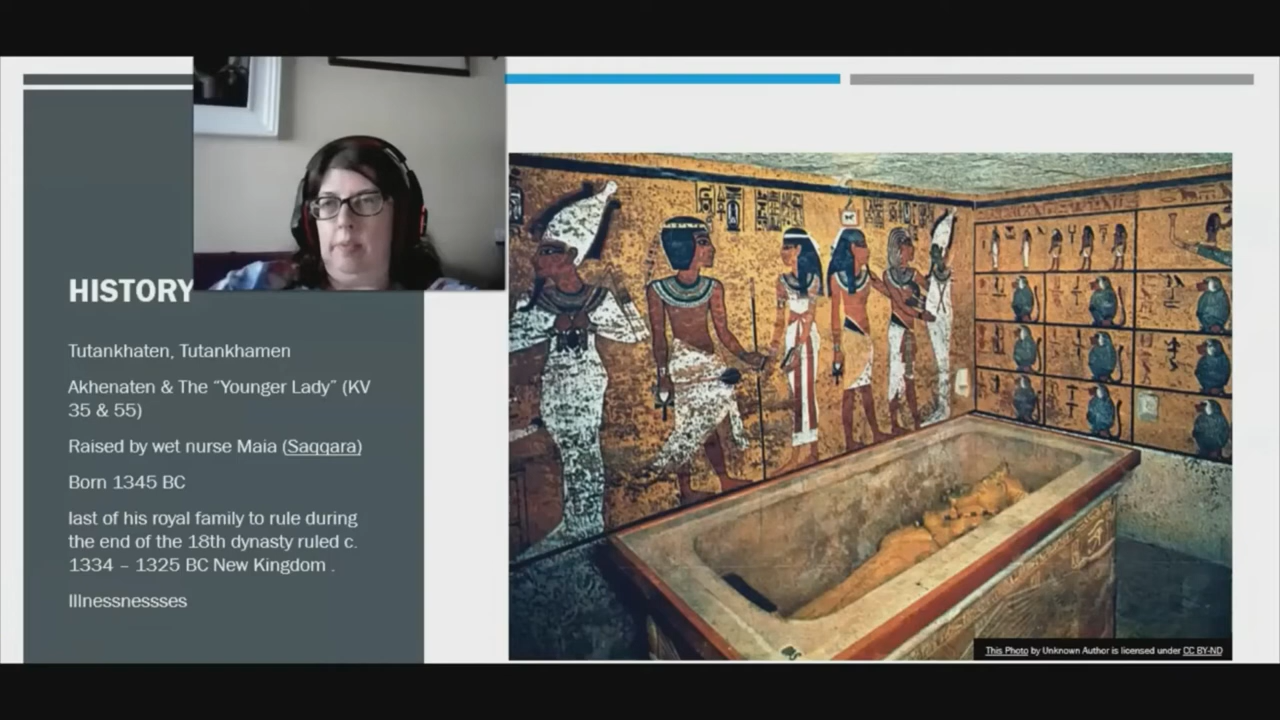 HISTORY
Tutankhaten, Tutankhamen
Akhenaten & The “Younger Lady” (KV
35 & 55)
Raised by wet nurse Maia (Saqqara)
Born 1345 BC
last of his royal family to rule during
the end of the 18th dynasty ruled c.
1334 – 1325 BC New Kingdom .
Illnessnessses
This Photo by Unknown Author is licensed under CC BY-ND